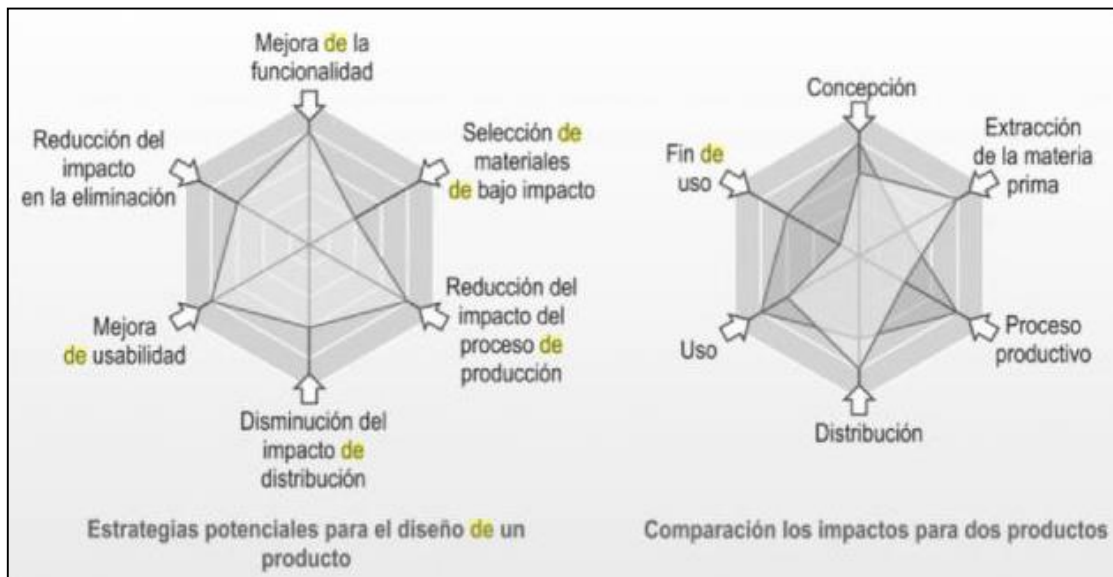 Mejora de la
funcionalidad
Selección de
materiales
de bajo impacto
Reducción del
impacto del
proceso de
producción
Disminución del
impacto de
distribución
Mejora
de usabilidad
Reducción del
impacto
en la eliminación
Estrategias potenciales para el diseño de un
producto
Concepción
Extracción
de la materia
prima
Proceso
productivo
Distribución
Uso
Fin de
uso
Comparación los impactos para dos productos